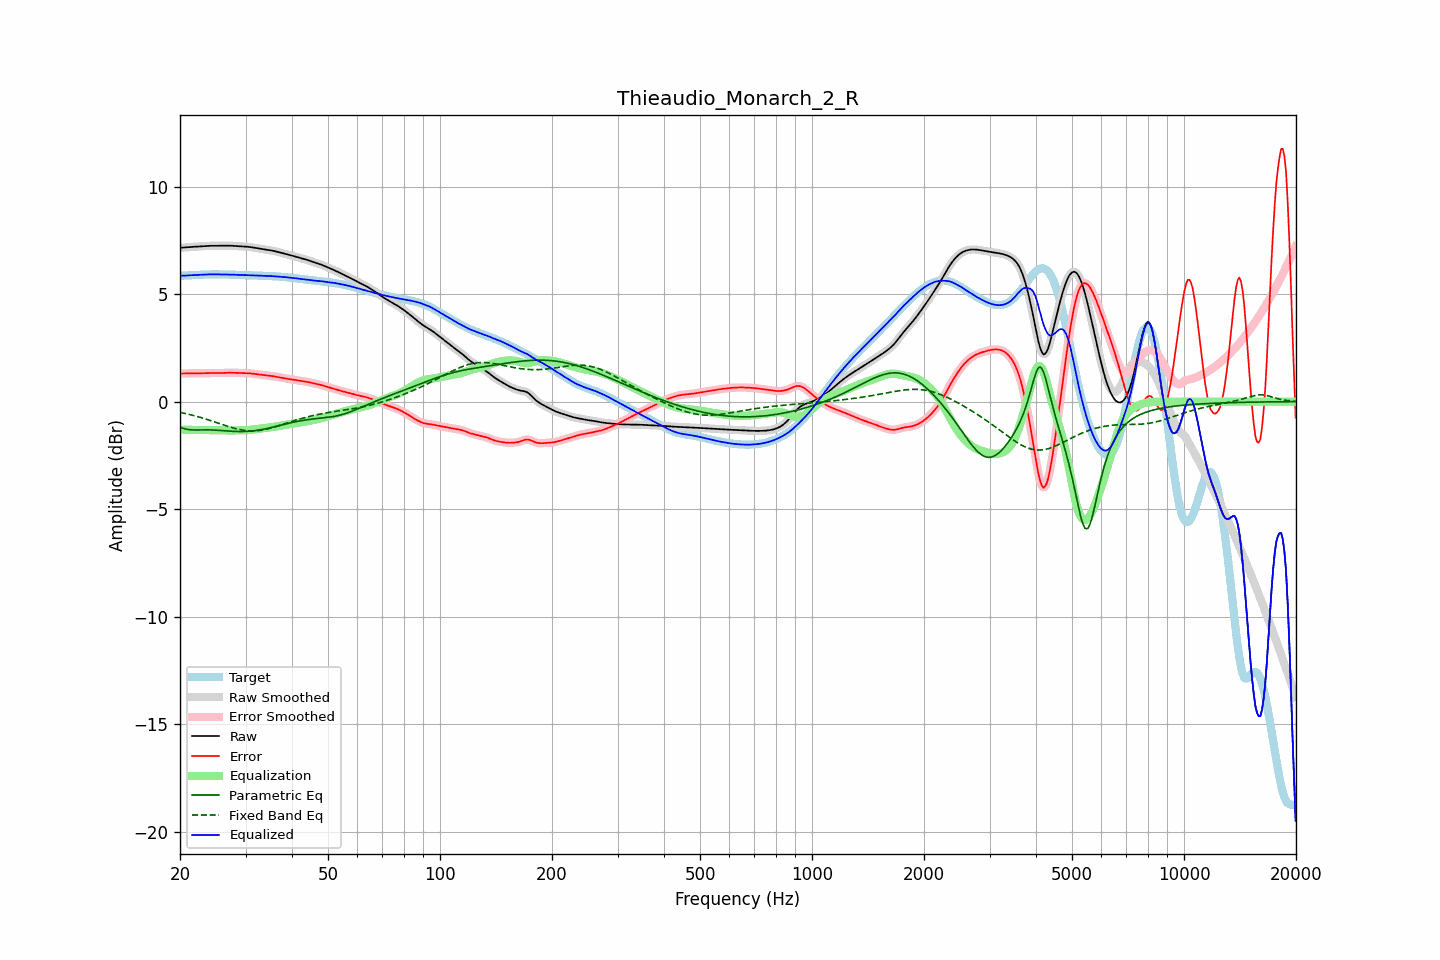 Thieaudio_Monarch_2_R
Amplitude (dBr)
10
5
0
−5
−10
−15
−20
Target
Raw Smoothed
Error Smoothed
Raw
Error
Equalization
Parametric Eq
Fixed Band Eq
Equalized
20 50 100 200 500 1000 2000 5000 10000 20000
Frequency (Hz)